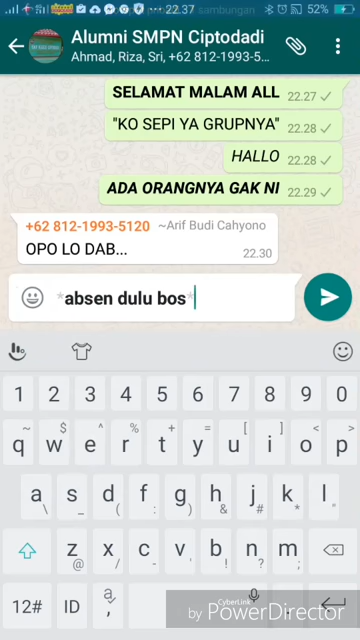 22.37
52%
Alumni SMPN Ciptodadi
Ahmad, Riza, Sri, +62 812-1993-5...
SELAMAT MALAM ALL 22.27
"KO SEPI YA GRUPNYA" 22.28
HALLO 22.28
ADA ORANGNYA GAK NI 22.29
+62 812-1993-5120 ~Arif Budi Cahyono
OPO LO DAB... 22.30
*absen dulu bos*
1 2 3 4 5 6 7 8 9 0
~ $ ^ % + = [ ] < >
q w e r t y u i o p
a s d f g h j k l
\ _ ( : ) & # * "
z x c v b n m
@ / - ' ! ? ;
12# ID a ,
CyberLink
by PowerDirector